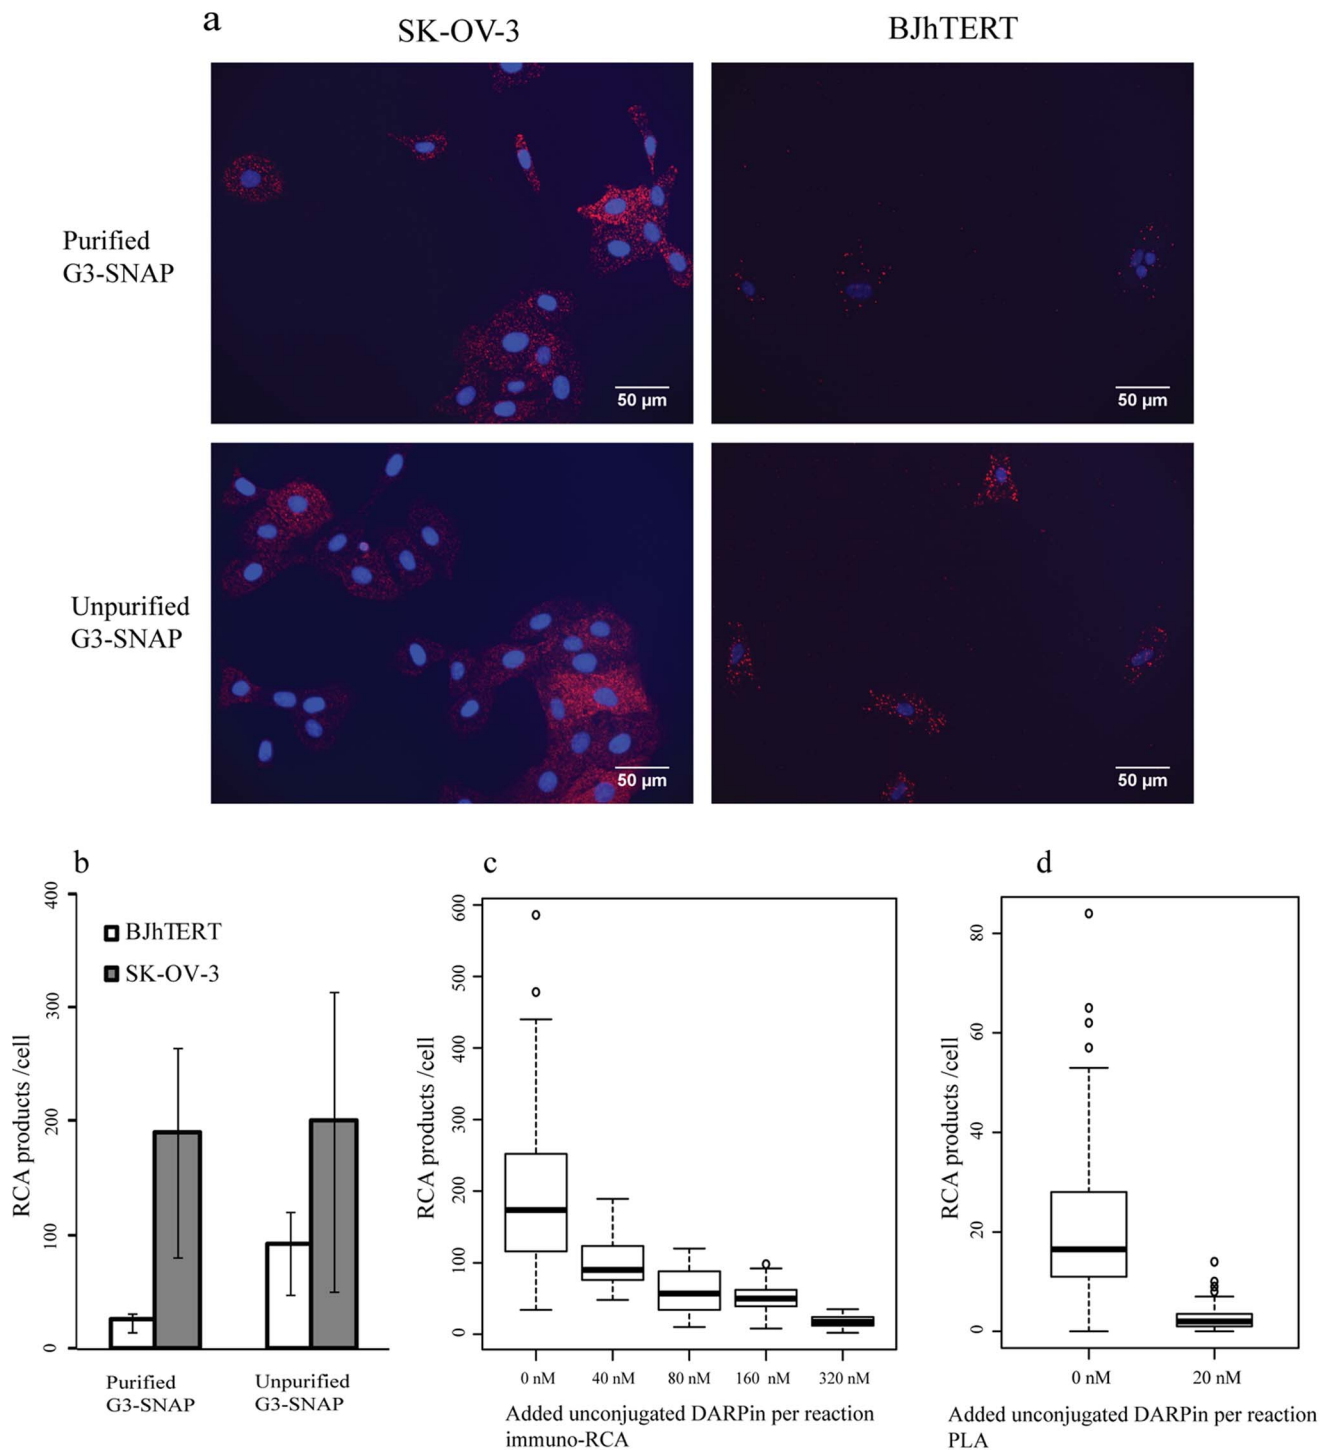 a
SK-OV-3
BJhTERT
Purified
G3-SNAP
50 µm
50 µm
Unpurified
G3-SNAP
50 µm
50 µm
b
RCA products /cell
0
100
200
300
400
BJhTERT
SK-OV-3
Purified
G3-SNAP
Unpurified
G3-SNAP
c
RCA products /cell
0
100
200
300
400
500
600
0 nM
40 nM
80 nM
160 nM
320 nM
Added unconjugated DARPin per reaction
immuno-RCA
d
RCA products /cell
0
20
40
60
80
0 nM
20 nM
Added unconjugated DARPin per reaction
PLA